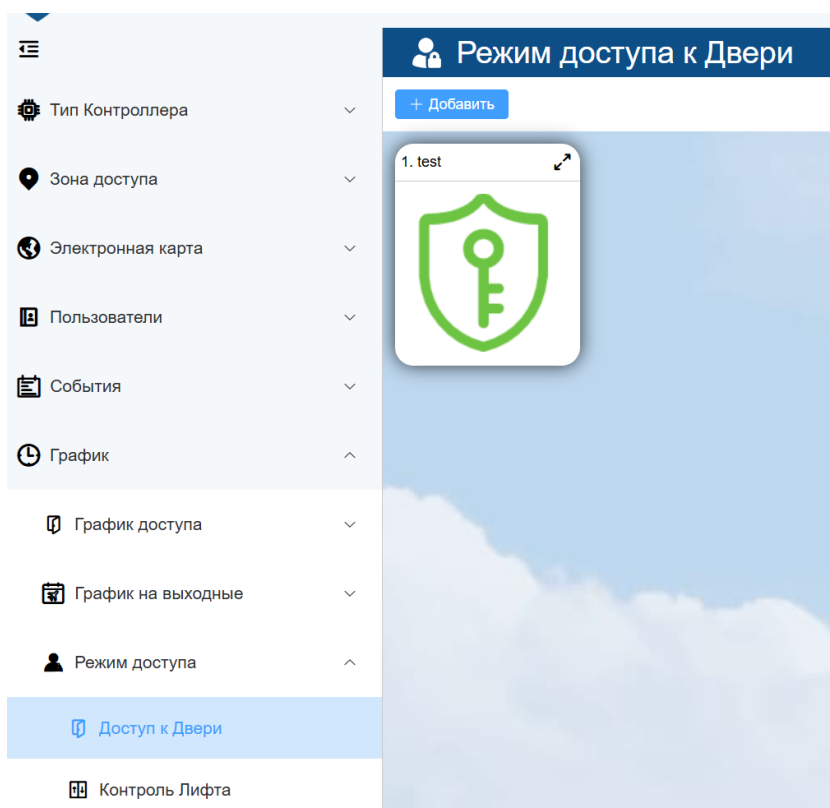 Режим доступа к Двери
Тип Контроллера
+ Добавить
1. test
Зона доступа
Электронная карта
Пользователи
События
График
График доступа
График на выходные
Режим доступа
Доступ к Двери
Контроль Лифта